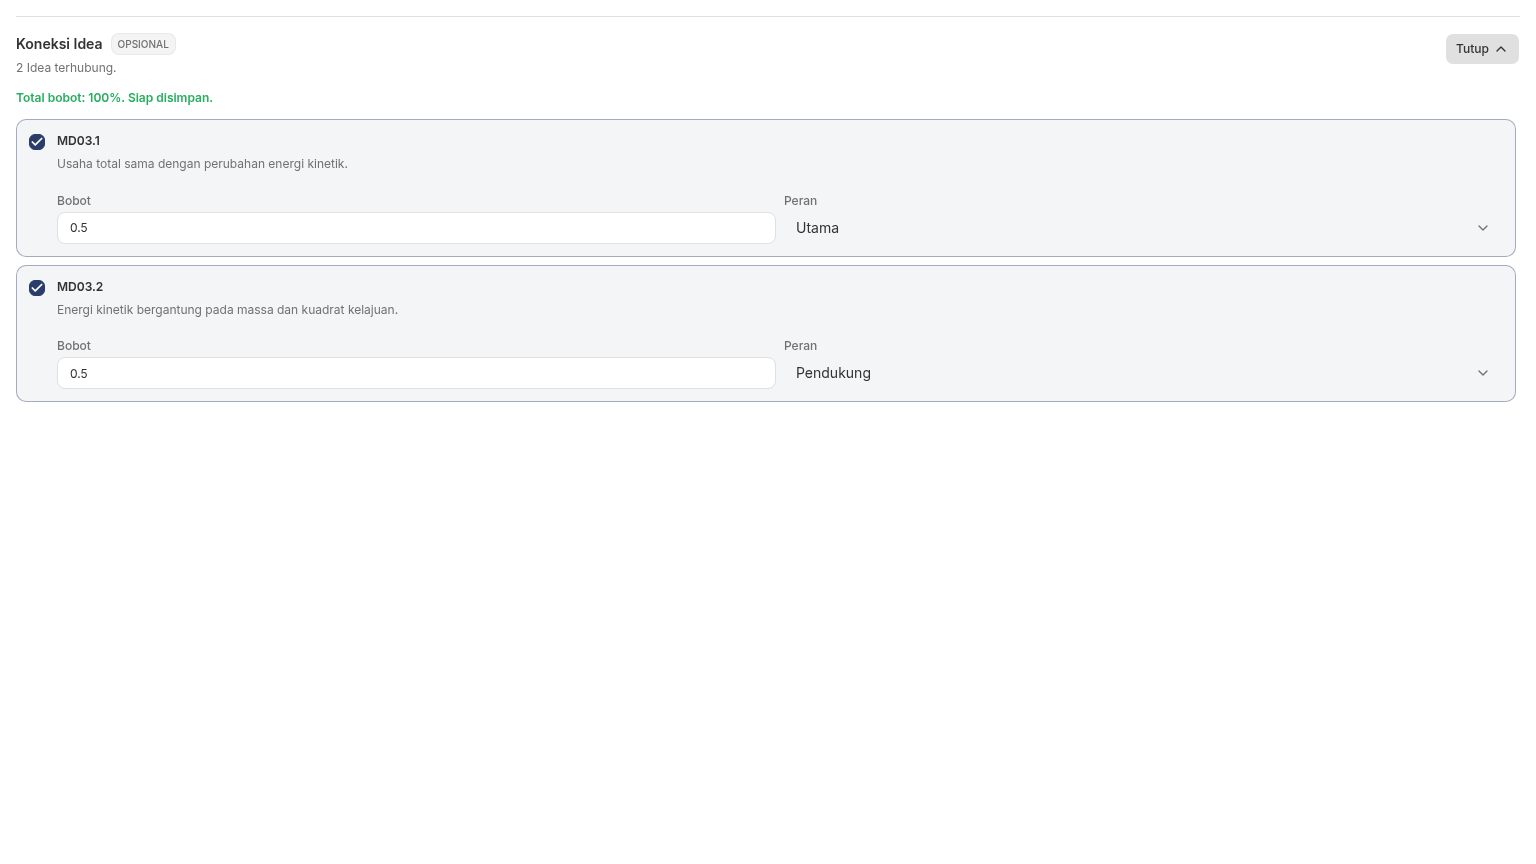 Koneksi Idea OPSIONAL
Tutup
2 Idea terhubung.
Total bobot: 100%. Siap disimpan.
MD03.1
Usaha total sama dengan perubahan energi kinetik.
Bobot Peran
0.5 Utama
MD03.2
Energi kinetik bergantung pada massa dan kuadrat kelajuan.
Bobot Peran
0.5 Pendukung